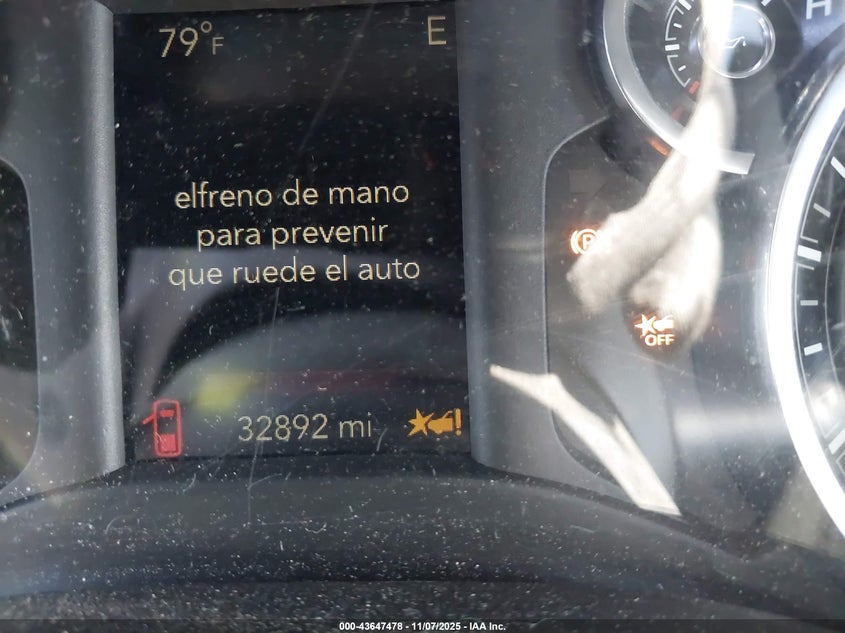 79°F
E
H
elfreno de mano
para prevenir
que ruede el auto
P
OFF
32892 mi
000-43647478 - 11/07/2025 - IAA Inc.